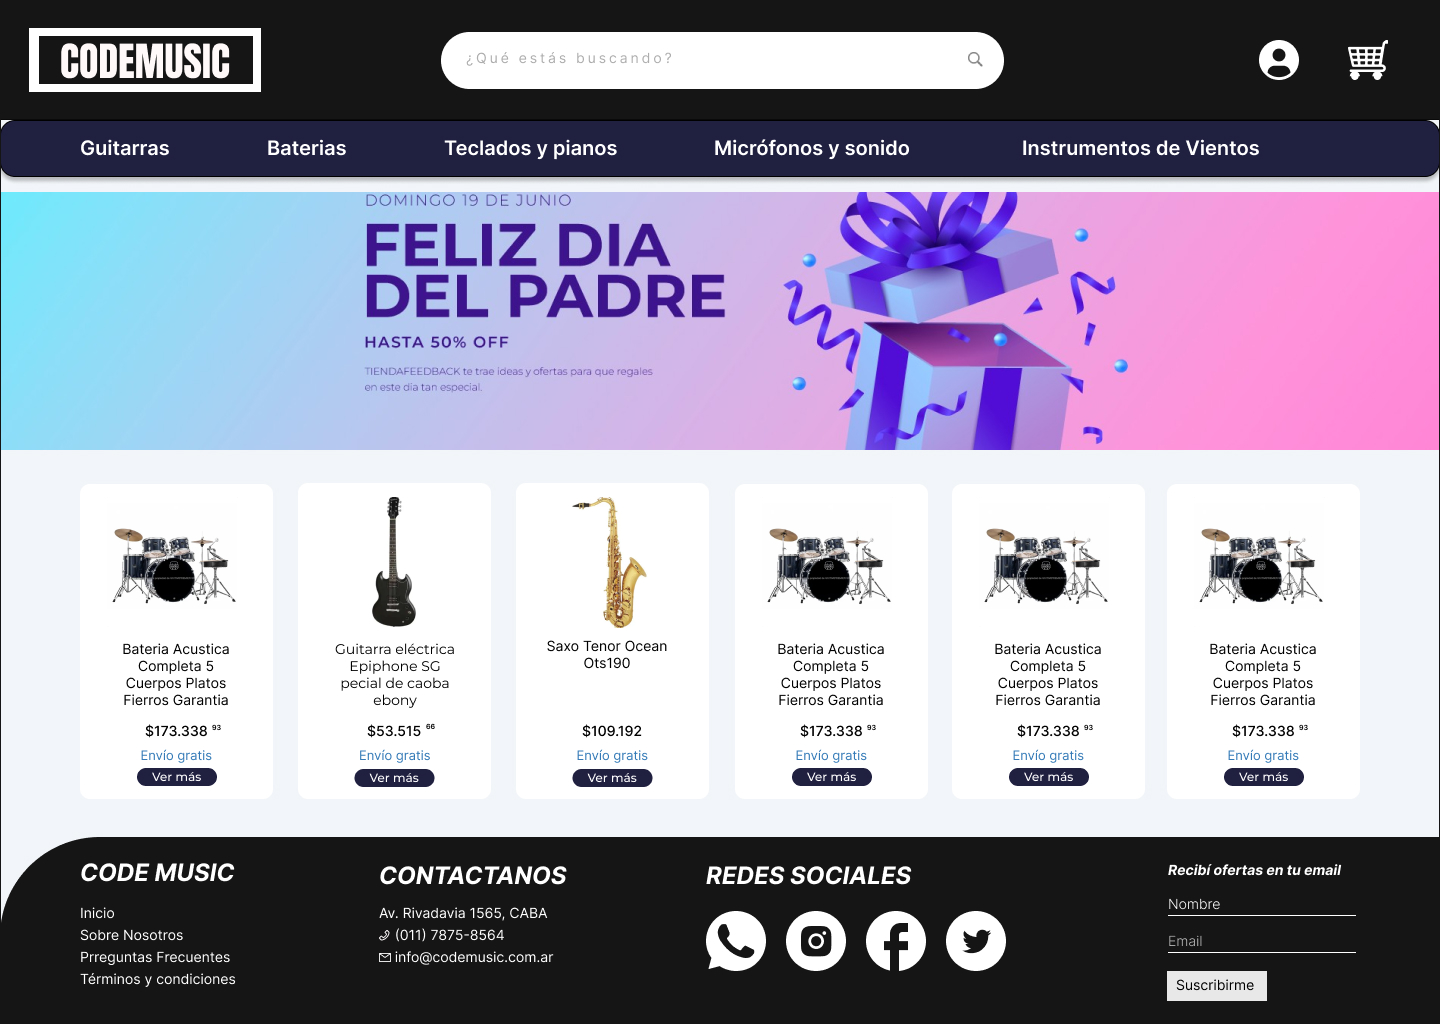 CODEMUSIC
¿Qué estás buscando?
Guitarras
Baterias
Teclados y pianos
Micrófonos y sonido
Instrumentos de Vientos
DOMINGO 19 DE JUNIO
FELIZ DIA
DEL PADRE
HASTA 50% OFF
TIENDAFEEDBACK te trae ideas y ofertas para que regales
en este día tan especial.
Bateria Acustica
Completa 5
Cuerpos Platos
Fierros Garantia
$173.338 93
Envío gratis
Ver más
Guitarra eléctrica
Epiphone SG
pecial de caoba
ebony
$53.515 66
Envío gratis
Ver más
Saxo Tenor Ocean
Ots190
$109.192
Envío gratis
Ver más
Bateria Acustica
Completa 5
Cuerpos Platos
Fierros Garantia
$173.338 93
Envío gratis
Ver más
Bateria Acustica
Completa 5
Cuerpos Platos
Fierros Garantia
$173.338 93
Envío gratis
Ver más
Bateria Acustica
Completa 5
Cuerpos Platos
Fierros Garantia
$173.338 93
Envío gratis
Ver más
CODE MUSIC
Inicio
Sobre Nosotros
Prreguntas Frecuentes
Términos y condiciones
CONTACTANOS
Av. Rivadavia 1565, CABA
(011) 7875-8564
info@codemusic.com.ar
REDES SOCIALES
Recibí ofertas en tu email
Nombre
Email
Suscribirme